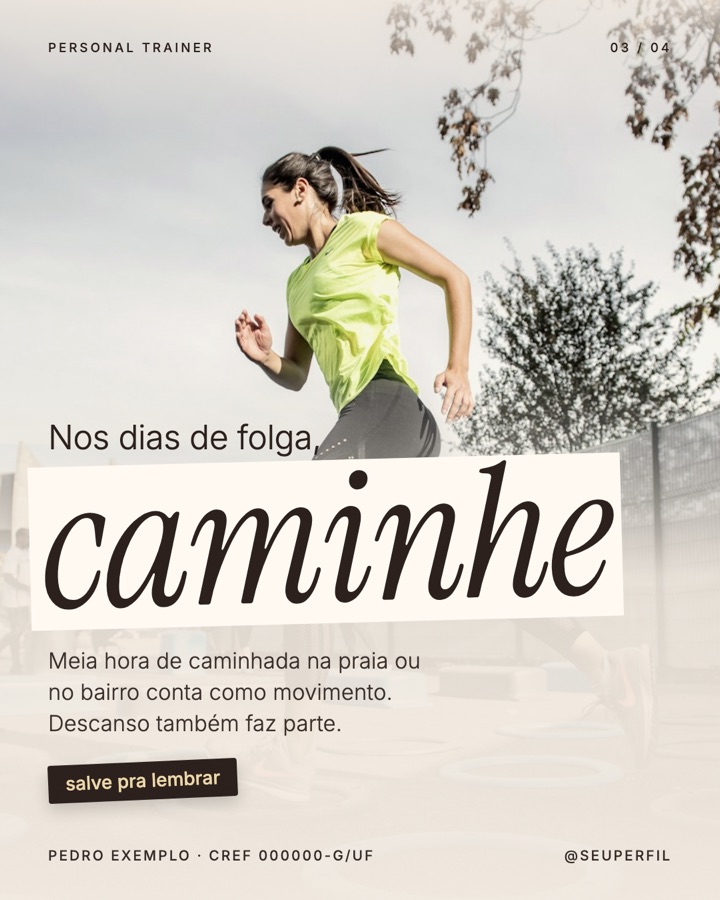 PERSONAL TRAINER
03 / 04
Nos dias de folga,
caminhe
Meia hora de caminhada na praia ou
no bairro conta como movimento.
Descanso também faz parte.
salve pra lembrar
PEDRO EXEMPLO · CREF 000000-G/UF
@SEUPERFIL